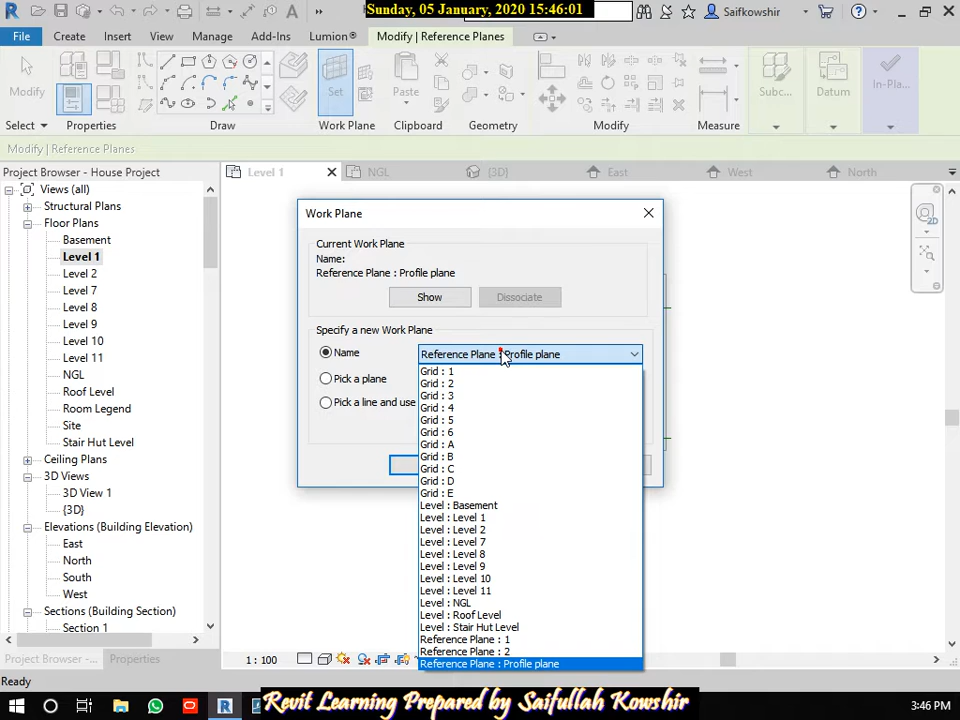 Sunday, 05 January, 2020 15:46:01
Saifkowshir
File
Create
Insert
View
Manage
Add-Ins
Lumion®
Modify | Reference Planes
Modify
Set
Paste
Subc...
Datum
In-Pla...
Select
Properties
Draw
Work Plane
Clipboard
Geometry
Modify
Measure
Modify | Reference Planes
Project Browser - House Project
Level 1
NGL
{3D}
East
West
North
Views (all)
Structural Plans
Floor Plans
Basement
Level 1
Level 2
Level 7
Level 8
Level 9
Level 10
Level 11
NGL
Roof Level
Room Legend
Site
Stair Hut Level
Ceiling Plans
3D Views
3D View 1
{3D}
Elevations (Building Elevation)
East
North
South
West
Sections (Building Section)
Section 1
Project Browser - House Proj...
Properties
Work Plane
Current Work Plane
Name:
Reference Plane : Profile plane
Show
Dissociate
Specify a new Work Plane
Name
Reference Plane : Profile plane
Pick a plane
Pick a line and use
Grid : 1
Grid : 2
Grid : 3
Grid : 4
Grid : 5
Grid : 6
Grid : A
Grid : B
Grid : C
Grid : D
Grid : E
Level : Basement
Level : Level 1
Level : Level 2
Level : Level 7
Level : Level 8
Level : Level 9
Level : Level 10
Level : Level 11
Level : NGL
Level : Roof Level
Level : Stair Hut Level
Reference Plane : 1
Reference Plane : 2
Reference Plane : Profile plane
2D
1 : 100
Ready
Revit Learning Prepared by Saifullah Kowshir
3:46 PM